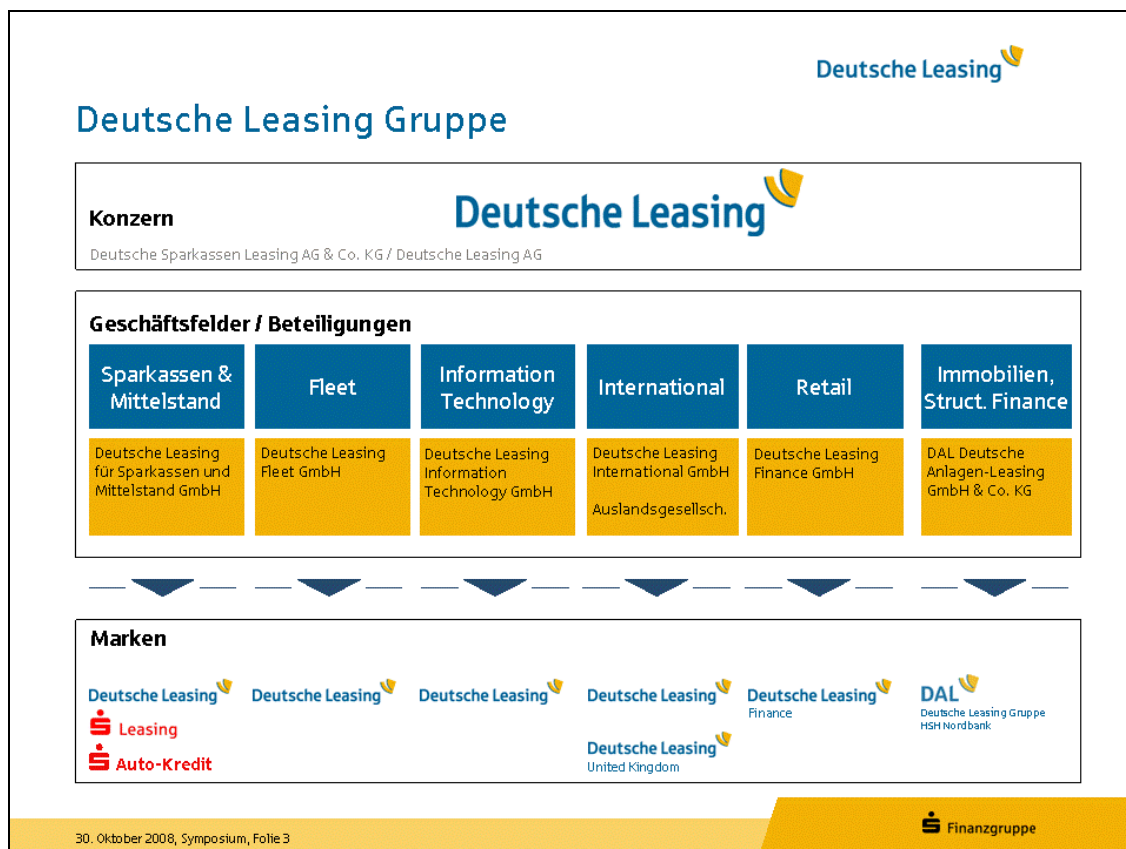 Deutsche Leasing
Deutsche Leasing Gruppe
Deutsche Leasing
Konzern
Deutsche Sparkassen Leasing AG & Co. KG / Deutsche Leasing AG
Geschäftsfelder / Beteiligungen
Sparkassen &
Mittelstand
Fleet
Information
Technology
International
Retail
Immobilien,
Struct. Finance
Deutsche Leasing
für Sparkassen und
Mittelstand GmbH
Deutsche Leasing
Fleet GmbH
Deutsche Leasing
Information
Technology GmbH
Deutsche Leasing
International GmbH
Auslandsgesellsch.
Deutsche Leasing
Finance GmbH
DAL Deutsche
Anlagen-Leasing
GmbH & Co. KG
Marken
Deutsche Leasing
Leasing
Auto-Kredit
Deutsche Leasing
Deutsche Leasing
Deutsche Leasing
Deutsche Leasing
United Kingdom
Deutsche Leasing
Finance
DAL
Deutsche Leasing Gruppe
HSH Nordbank
30. Oktober 2008, Symposium, Folie 3
Finanzgruppe